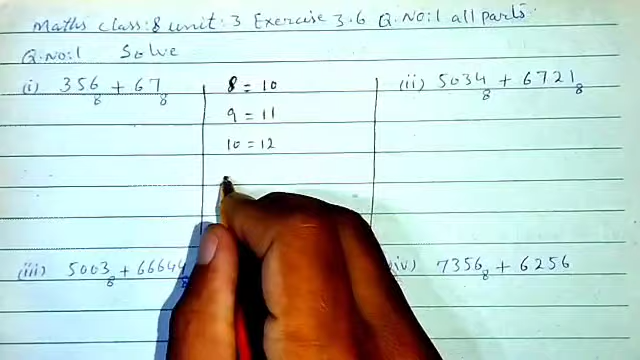 Maths class:8 unit:3 Exercise 3.6 Q.NO:1 all parts.
Q.NO:1 Solve
(i) 356₈ + 67₈
8 = 10
9 = 11
10 = 12
(ii) 5034₈ + 6721₈
(iii) 5003₈ + 66644₈
(iv) 7356₈ + 6256